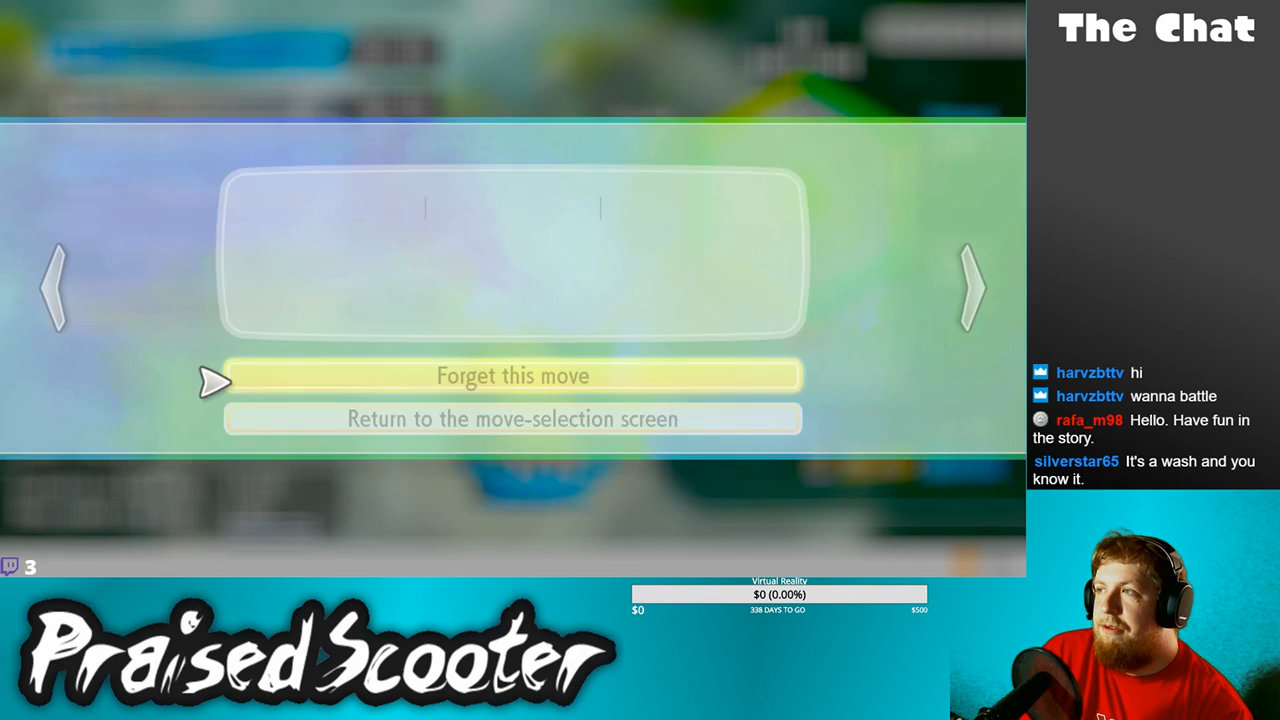 The Chat
Forget this move
Return to the move-selection screen
harvzbttv hi
harvzbttv wanna battle
rafa_m98 Hello. Have fun in
the story.
silverstar65 It's a wash and you
know it.
3
PraisedScooter
Virtual Reality
$0 (0.00%)
$0
338 DAYS TO GO
$500